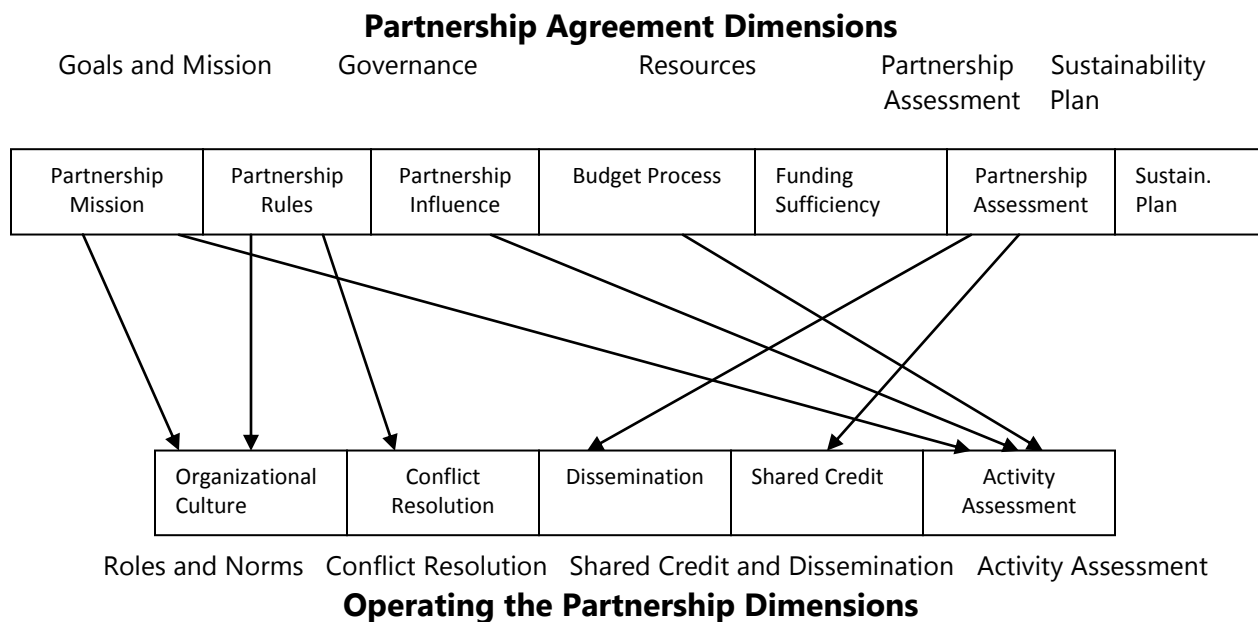 Partnership Agreement Dimensions
Goals and Mission Governance Resources Partnership Sustainability
Assessment Plan
Partnership Partnership Partnership Budget Process Funding Partnership Sustain.
Mission Rules Influence Sufficiency Assessment Plan
Organizational Conflict Dissemination Shared Credit Activity
Culture Resolution Assessment
Roles and Norms Conflict Resolution Shared Credit and Dissemination Activity Assessment
Operating the Partnership Dimensions